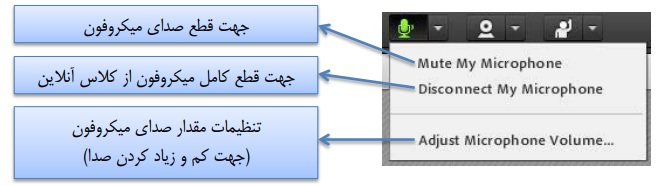 جهت قطع صدای میکروفون
جهت قطع کامل میکروفون از کلاس آنلاین
تنظیمات مقدار صدای میکروفون
(جهت کم و زیاد کردن صدا)
Mute My Microphone
Disconnect My Microphone
Adjust Microphone Volume...